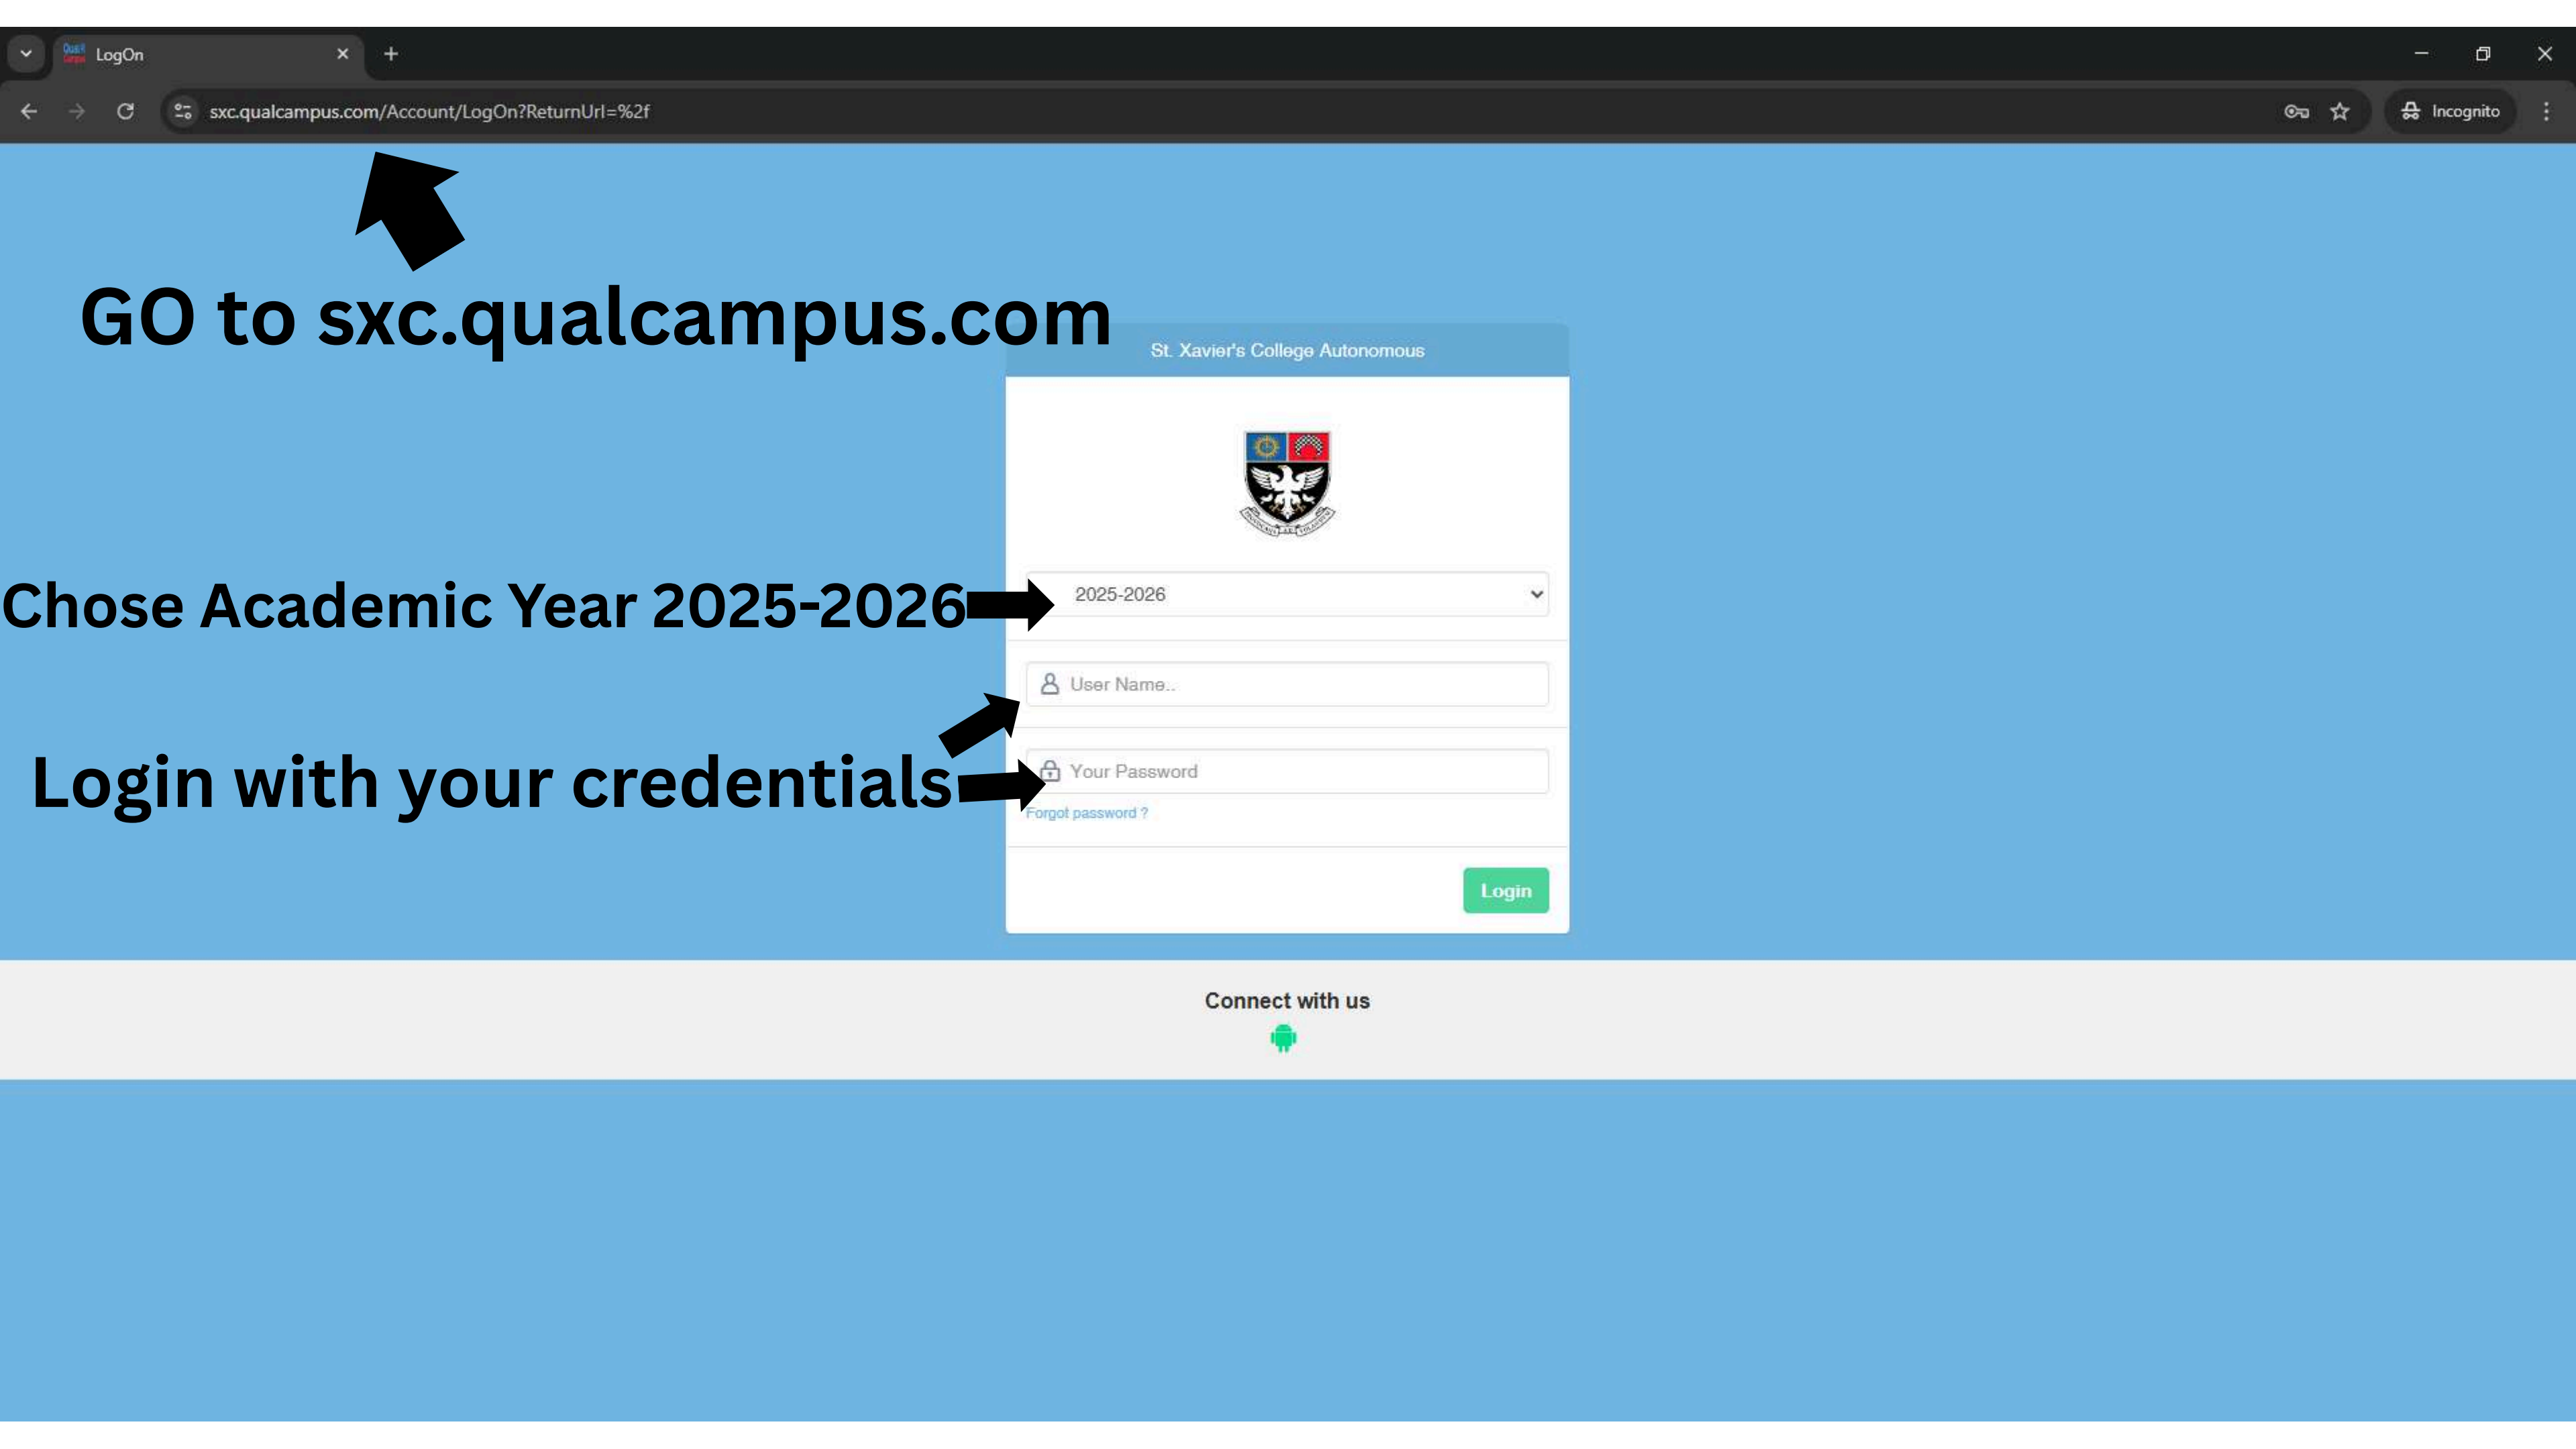 LogOn
sxc.qualcampus.com/Account/LogOn?ReturnUrl=%2f
Incognito
GO to sxc.qualcampus.com
St. Xavier's College Autonomous
Chose Academic Year 2025-2026
2025-2026
User Name..
Login with your credentials
Your Password
Forgot password ?
Login
Connect with us